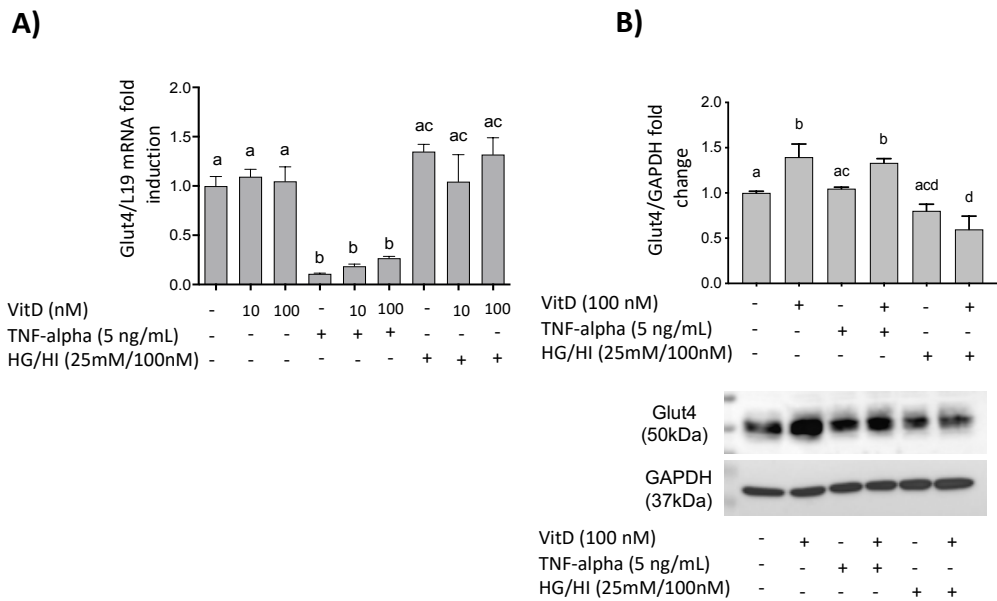 A)
Glut4/L19 mRNA fold
induction
2.0
1.5
1.0
0.5
0.0
a a a b b b ac ac ac
VitD (nM) - 10 100 - 10 100 - 10 100
TNF-alpha (5 ng/mL) - - - + + + - - -
HG/HI (25mM/100nM) - - - - - - + + +
B)
Glut4/GAPDH fold
change
2.0
1.5
1.0
0.5
0.0
a b ac b acd d
VitD (100 nM) - + - + - +
TNF-alpha (5 ng/mL) - - + + - -
HG/HI (25mM/100nM) - - - - + +
Glut4
(50kDa)
GAPDH
(37kDa)
VitD (100 nM) - + - + - +
TNF-alpha (5 ng/mL) - - + + - -
HG/HI (25mM/100nM) - - - - + +